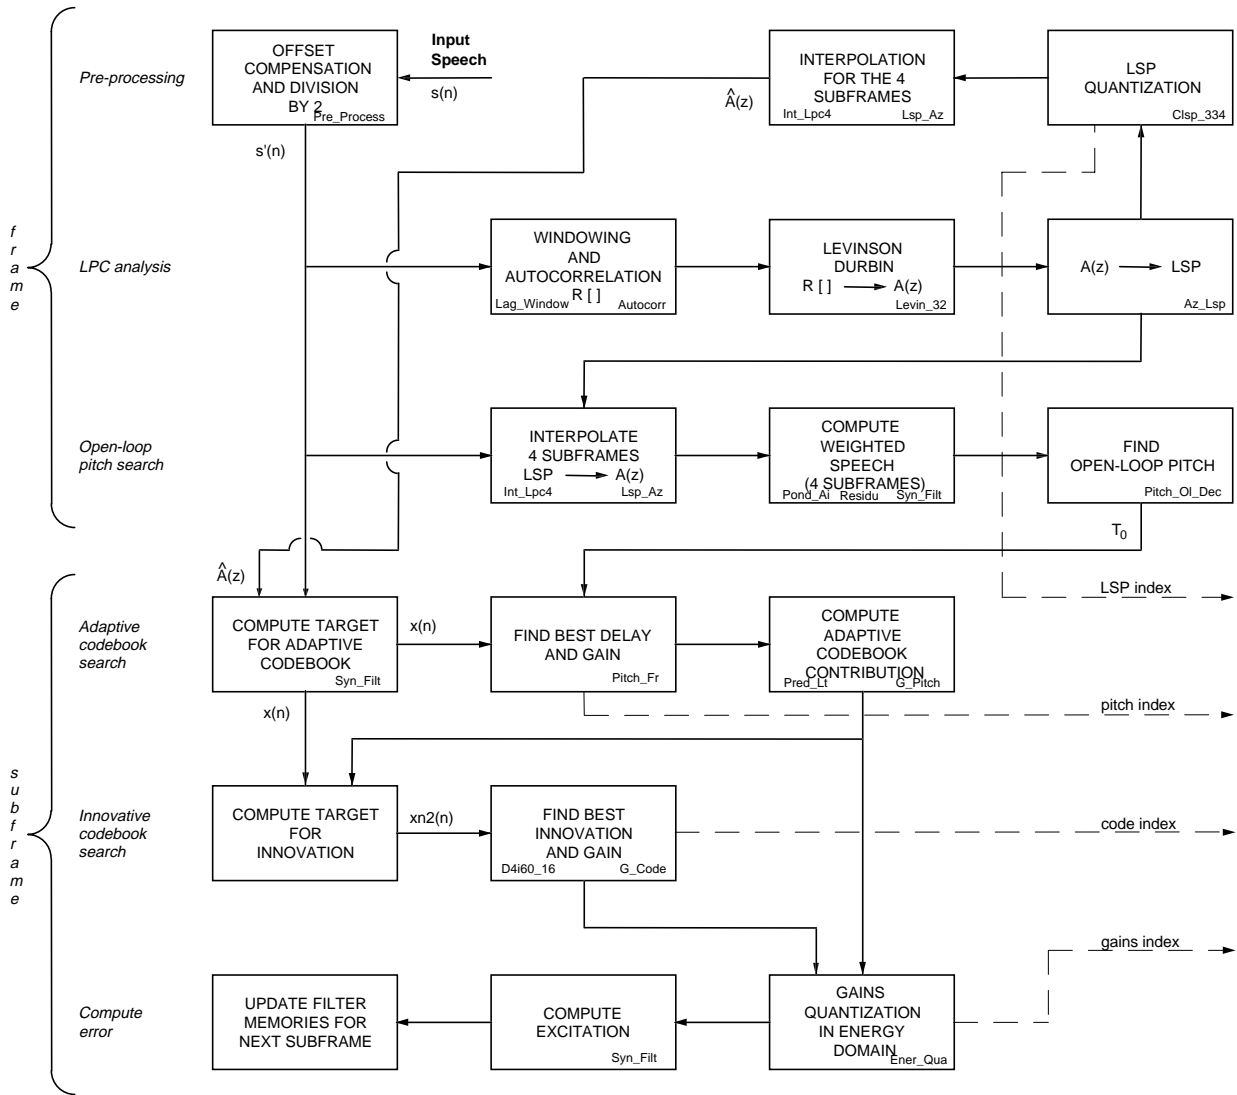 Pre-processing
OFFSET
COMPENSATION
AND DIVISION
BY 2
Pre_Process
Input
Speech
s(n)
s'(n)
Â(z)
INTERPOLATION
FOR THE 4
SUBFRAMES
Int_Lpc4 Lsp_Az
LSP
QUANTIZATION
Clsp_334
frame
LPC analysis
WINDOWING
AND
AUTOCORRELATION
R [ ]
Lag_Window Autocorr
LEVINSON
DURBIN
R [ ] A(z)
Levin_32
A(z) LSP
Az_Lsp
Open-loop
pitch search
INTERPOLATE
4 SUBFRAMES
LSP A(z)
Int_Lpc4 Lsp_Az
COMPUTE
WEIGHTED
SPEECH
(4 SUBFRAMES)
Pond_Ai Residu Syn_Filt
FIND
OPEN-LOOP PITCH
Pitch_Ol_Dec
T0
Â(z)
LSP index
subframe
Adaptive
codebook
search
COMPUTE TARGET
FOR ADAPTIVE
CODEBOOK
Syn_Filt
x(n)
FIND BEST DELAY
AND GAIN
Pitch_Fr
COMPUTE
ADAPTIVE
CODEBOOK
CONTRIBUTION
Pred_Lt G_Pitch
x(n)
pitch index
Innovative
codebook
search
COMPUTE TARGET
FOR
INNOVATION
xn2(n)
FIND BEST
INNOVATION
AND GAIN
D4i60_16 G_Code
code index
gains index
Compute
error
UPDATE FILTER
MEMORIES FOR
NEXT SUBFRAME
COMPUTE
EXCITATION
Syn_Filt
GAINS
QUANTIZATION
IN ENERGY
DOMAIN
Ener_Qua